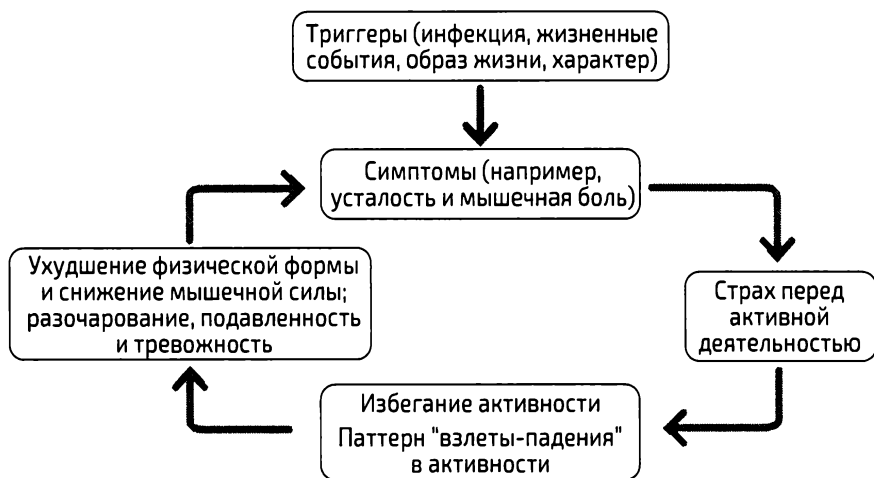 Триггеры (инфекция, жизненные
события, образ жизни, характер)
Симптомы (например,
усталость и мышечная боль)
Ухудшение физической формы
и снижение мышечной силы;
разочарование, подавленность
и тревожность
Страх перед
активной
деятельностью
Избегание активности
Паттерн "взлеты-падения"
в активности